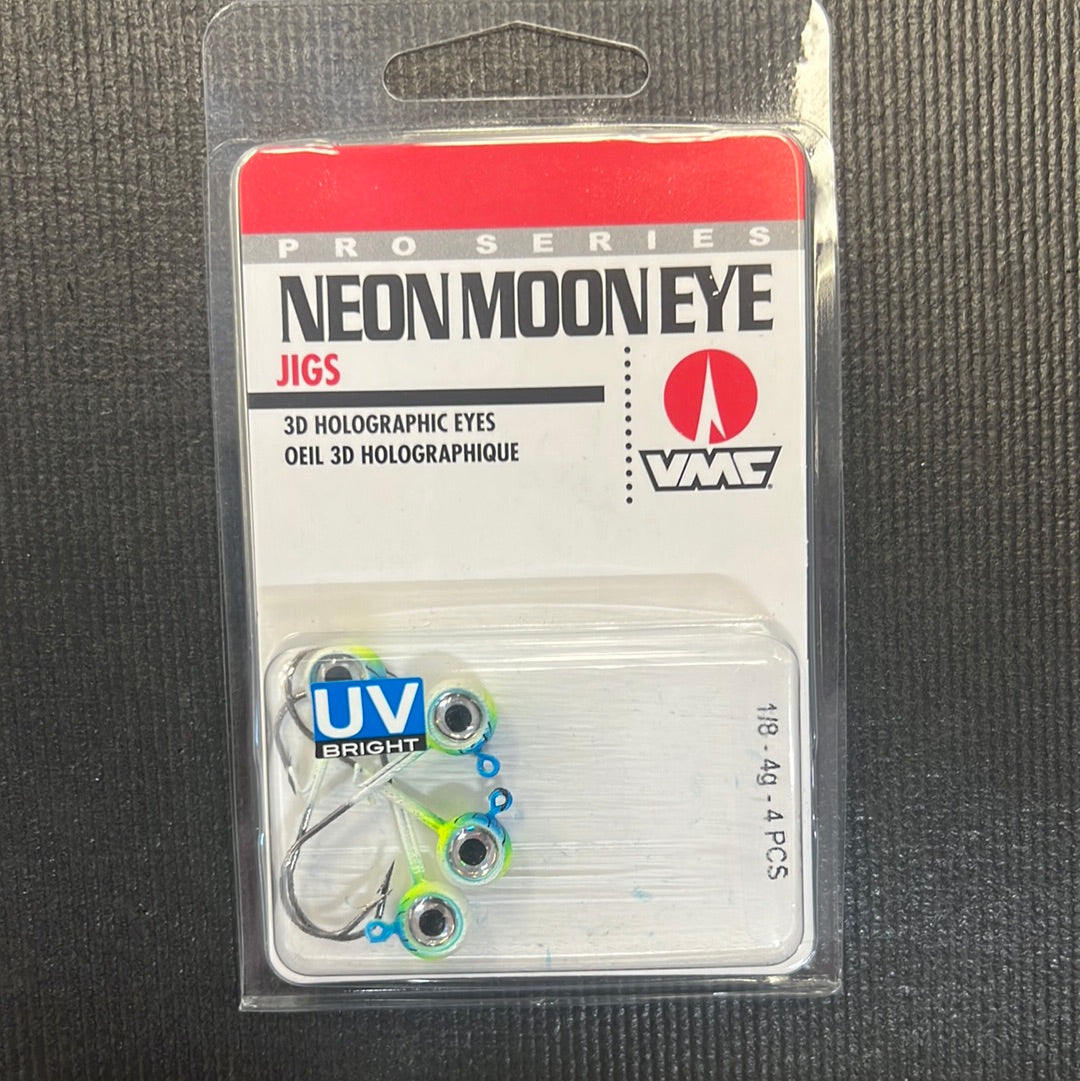 PRO SERIES
NEON MOON EYE
JIGS
3D HOLOGRAPHIC EYES
OEIL 3D HOLOGRAPHIQUE
VMC
UV
BRIGHT
1/8 - 4g - 4 PCS